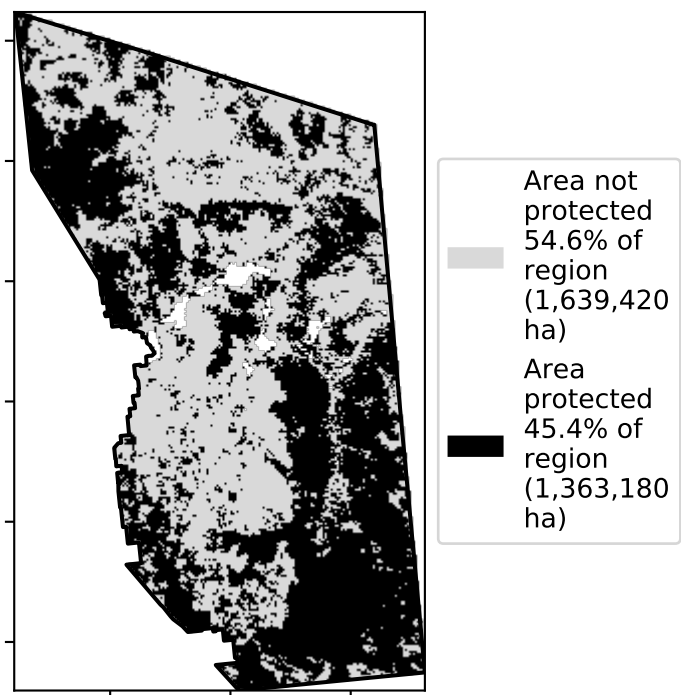 Area not
protected
54.6% of
region
(1,639,420
ha)
Area
protected
45.4% of
region
(1,363,180
ha)